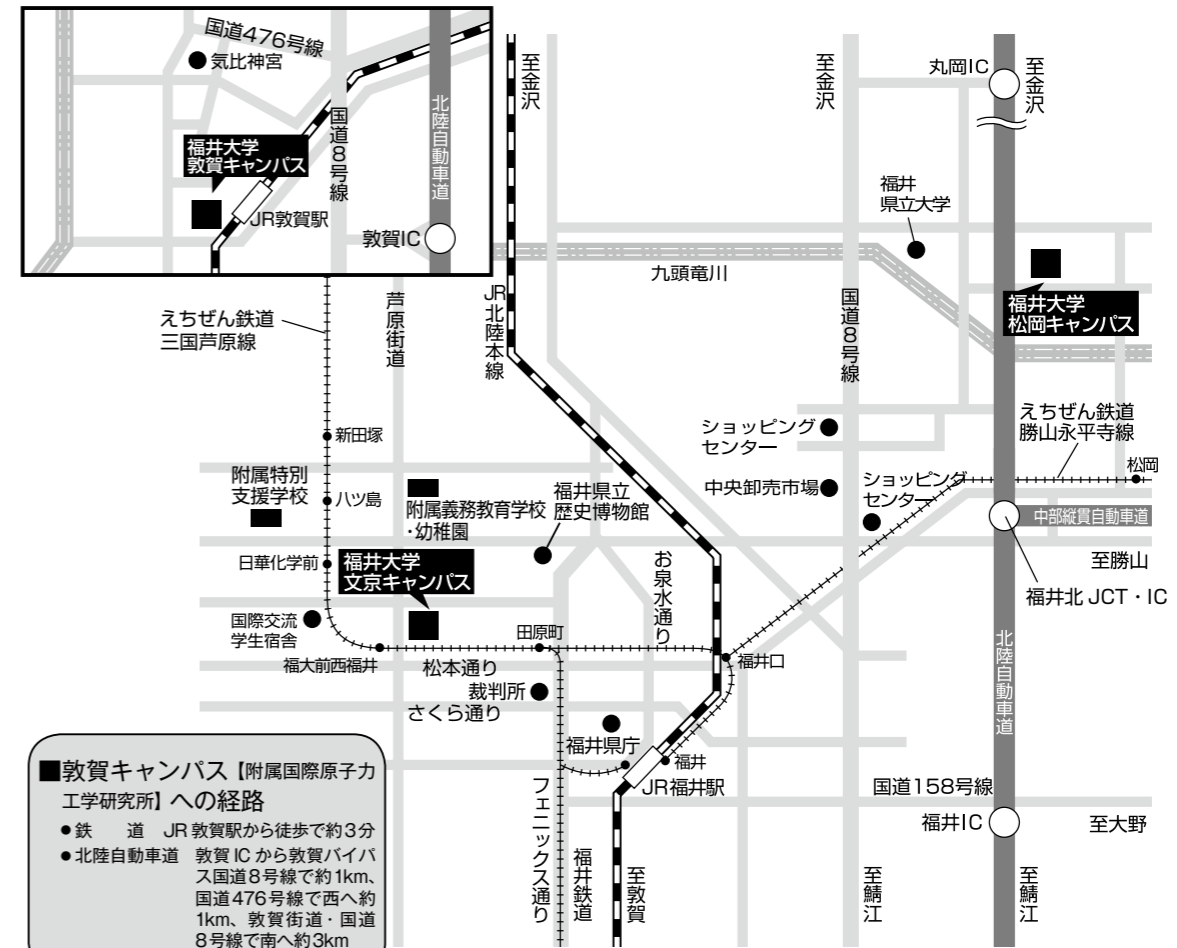 国道476号線
気比神宮
北陸自動車道
国道8号線
福井大学
敦賀キャンパス
JR敦賀駅
敦賀IC
至金沢
至金沢
丸岡IC
至金沢
福井
県立大学
九頭竜川
福井大学
松岡キャンパス
えちぜん鉄道
三国芦原線
芦原街道
JR北陸本線
国道8号線
新田塚
ショッピング
センター
えちぜん鉄道
勝山永平寺線
松岡
附属特別
支援学校
八ツ島
附属義務教育学校
・幼稚園
福井県立
歴史博物館
中央卸売市場
ショッピング
センター
中部縦貫自動車道
日華化学前
福井大学
文京キャンパス
お泉水通り
至勝山
福井北 JCT・IC
国際交流
学生宿舎
田原町
福大前西福井
松本通り
福井口
北陸自動車道
裁判所
さくら通り
福井県庁
福井
JR福井駅
国道158号線
福井IC
至大野
フェニックス通り
福井鉄道
至敦賀
至鯖江
至鯖江
■敦賀キャンパス【附属国際原子力
工学研究所】への経路
●鉄　道　JR敦賀駅から徒歩で約3分
●北陸自動車道　敦賀ICから敦賀バイパ
ス国道8号線で約1km、
国道476号線で西へ約
1km、敦賀街道・国道
8号線で南へ約3km